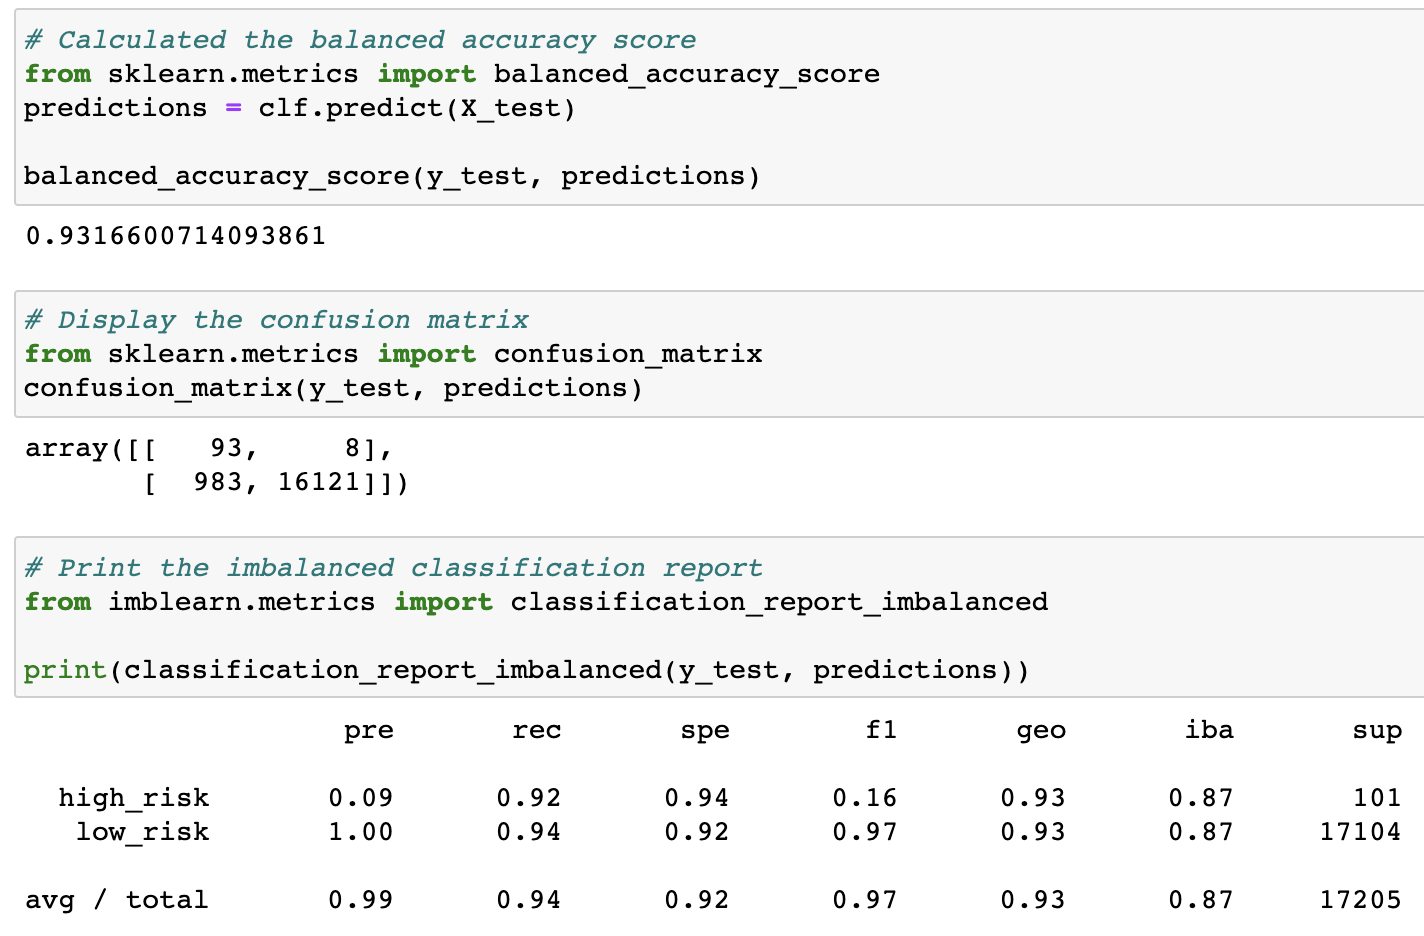 # Calculated the balanced accuracy score
from sklearn.metrics import balanced_accuracy_score
predictions = clf.predict(X_test)
balanced_accuracy_score(y_test, predictions)
0.9316600714093861
# Display the confusion matrix
from sklearn.metrics import confusion_matrix
confusion_matrix(y_test, predictions)
array([[   93,     8],
       [  983, 16121]])
# Print the imbalanced classification report
from imblearn.metrics import classification_report_imbalanced
print(classification_report_imbalanced(y_test, predictions))
                   pre       rec       spe        f1       geo       iba       sup
  high_risk       0.09      0.92      0.94      0.16      0.93      0.87       101
   low_risk       1.00      0.94      0.92      0.97      0.93      0.87     17104
avg / total       0.99      0.94      0.92      0.97      0.93      0.87     17205